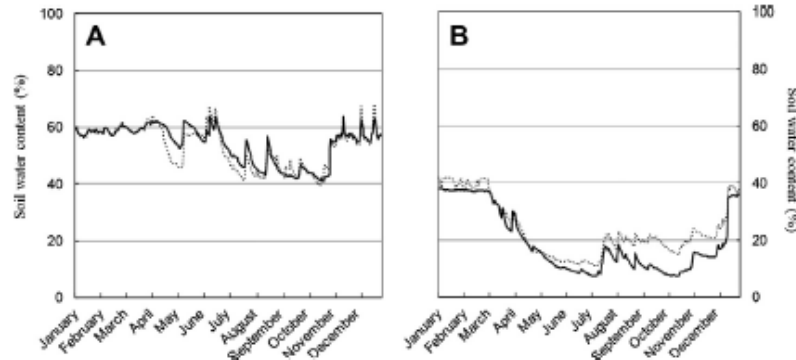 A
B
Soil water content (%)
100
80
60
40
20
0
January
February
March
April
May
June
July
August
September
October
November
December
100
80
60
40
20
0
Soil water content (%)
January
February
March
April
May
June
July
August
September
October
November
December